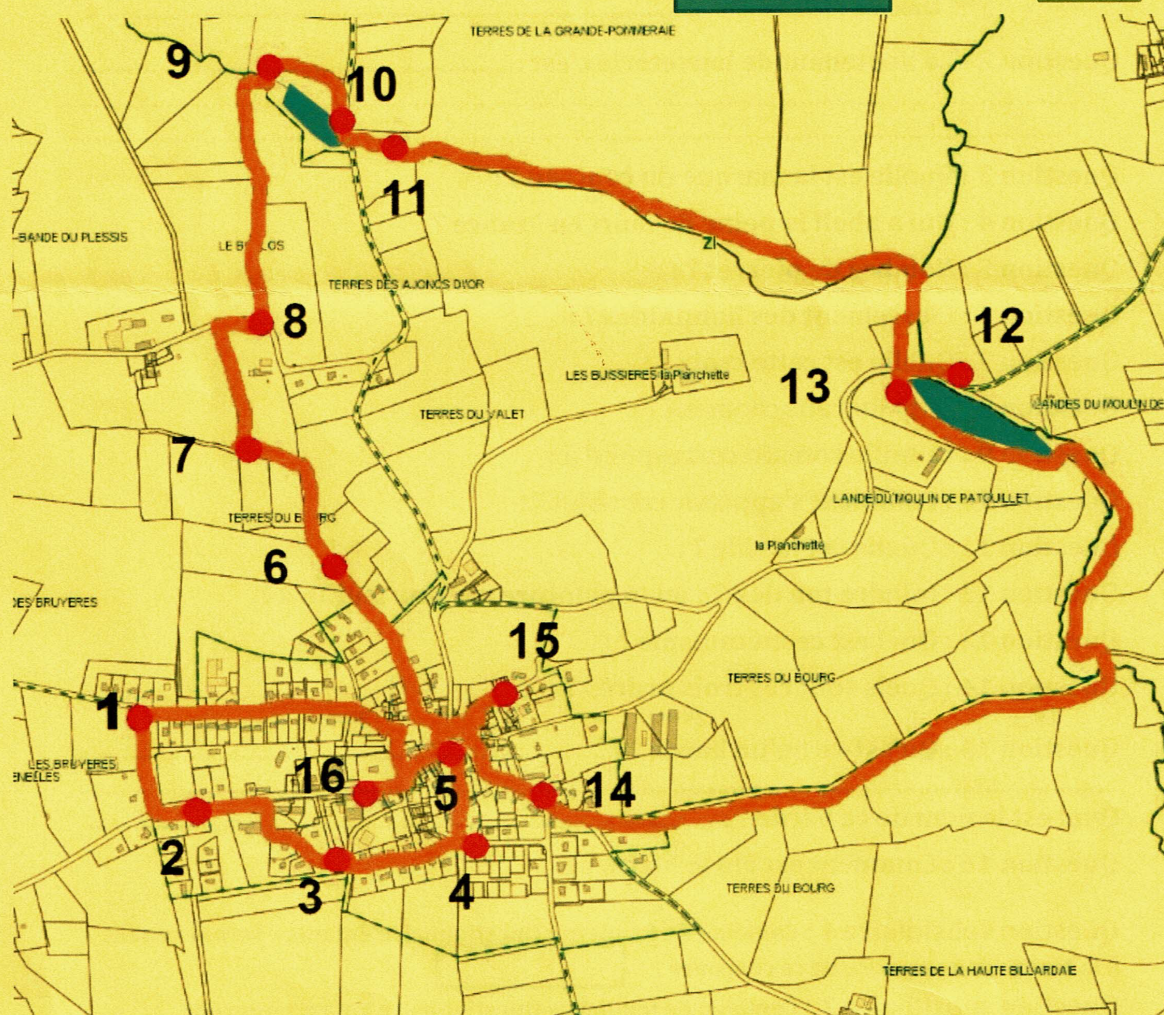 TERRES DE LA GRANDE-POMMERAIE
9
10
11
BANDE DU PLESSIS
LE B LOS
ZI
TERRES DES AJONCS D'OR
8
12
LES BUISSIERES la Planchette
13
LANDES DU MOULIN DE
TERRES DU VALET
7
LANDE DU MOULIN DE PATOUILLET
TERRES DU BOURG
la Planchette
6
DES BRUYERES
15
TERRES DU BOURG
1
LES BRUYERES
16
5
14
2
3
4
TERRES DU BOURG
TERRES DE LA HAUTE BILLARDAIE